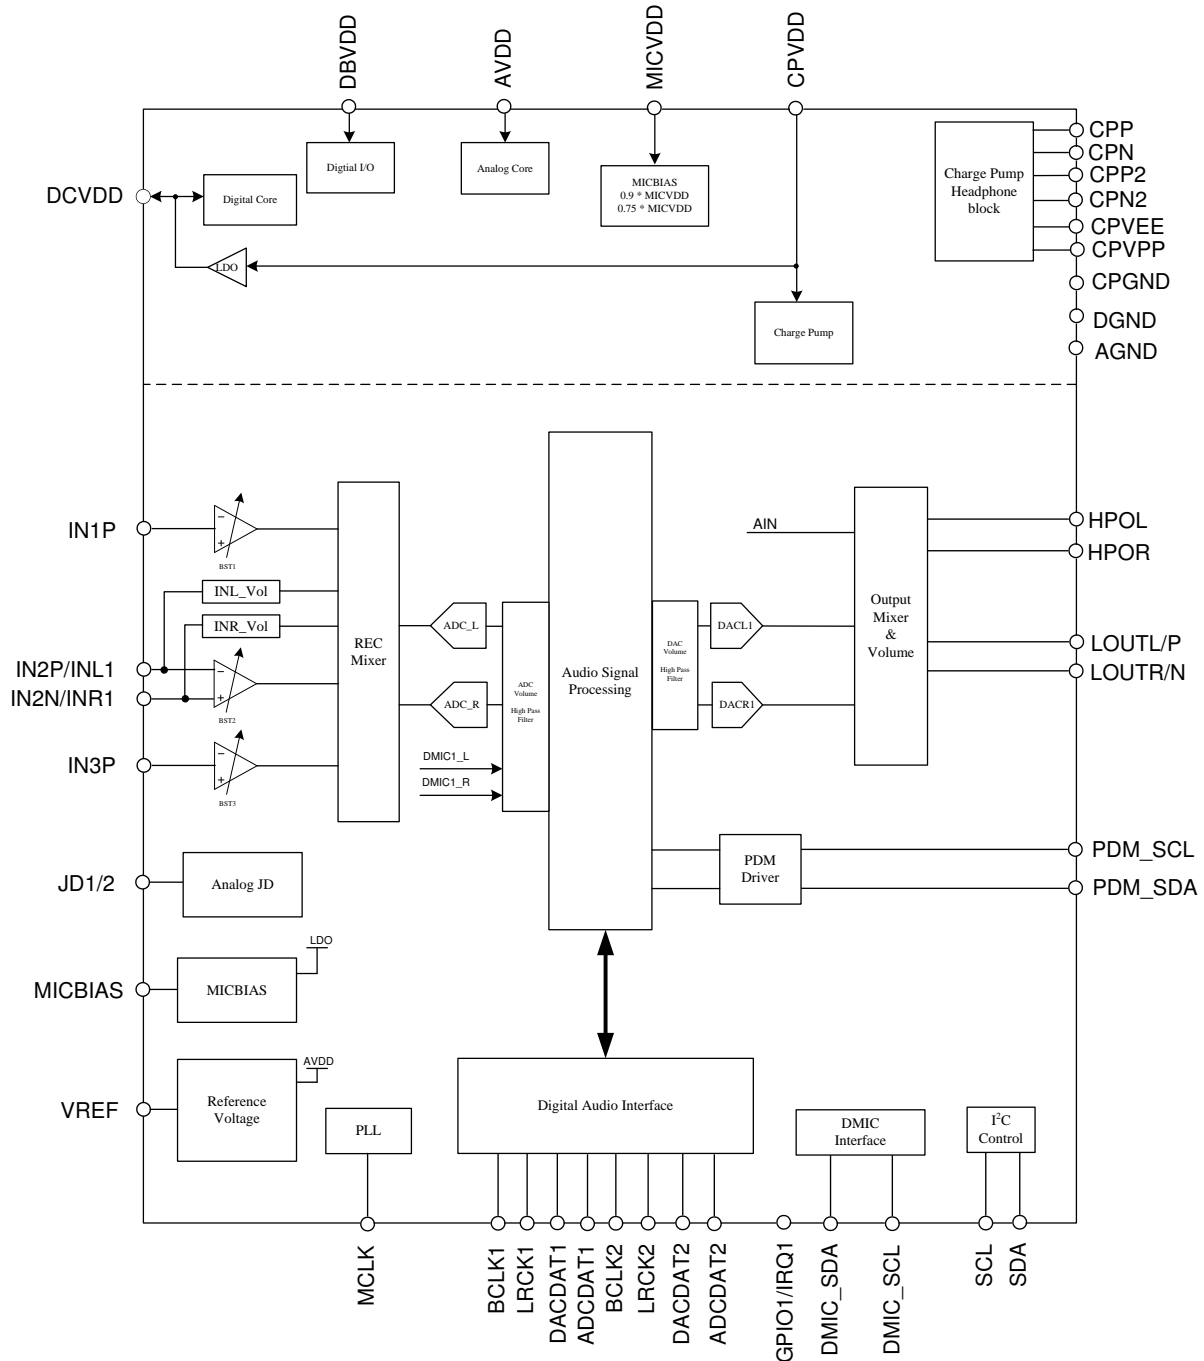 DBVDD
AVDD
MICVDD
CPVDD
DCVDD
Digital Core
Digtial I/O
Analog Core
MICBIAS
0.9 * MICVDD
0.75 * MICVDD
Charge Pump
Headphone
block
CPP
CPN
CPP2
CPN2
CPVEE
CPVPP
CPGND
DGND
AGND
LDO
Charge Pump
IN1P
−
+
BST1
INL_Vol
INR_Vol
IN2P/INL1
IN2N/INR1
−
+
BST2
IN3P
−
+
BST3
REC
Mixer
ADC_L
ADC_R
DMIC1_L
DMIC1_R
ADC
Volume
High Pass
Filter
Audio Signal
Processing
DAC
Volume
High Pass
Filter
DACL1
DACR1
AIN
Output
Mixer
&
Volume
HPOL
HPOR
LOUTL/P
LOUTR/N
PDM
Driver
PDM_SCL
PDM_SDA
JD1/2
Analog JD
LDO
MICBIAS
MICBIAS
AVDD
VREF
Reference
Voltage
PLL
Digital Audio Interface
DMIC
Interface
I²C
Control
MCLK
BCLK1
LRCK1
DACDAT1
ADCDAT1
BCLK2
LRCK2
DACDAT2
ADCDAT2
GPIO1/IRQ1
DMIC_SDA
DMIC_SCL
SCL
SDA